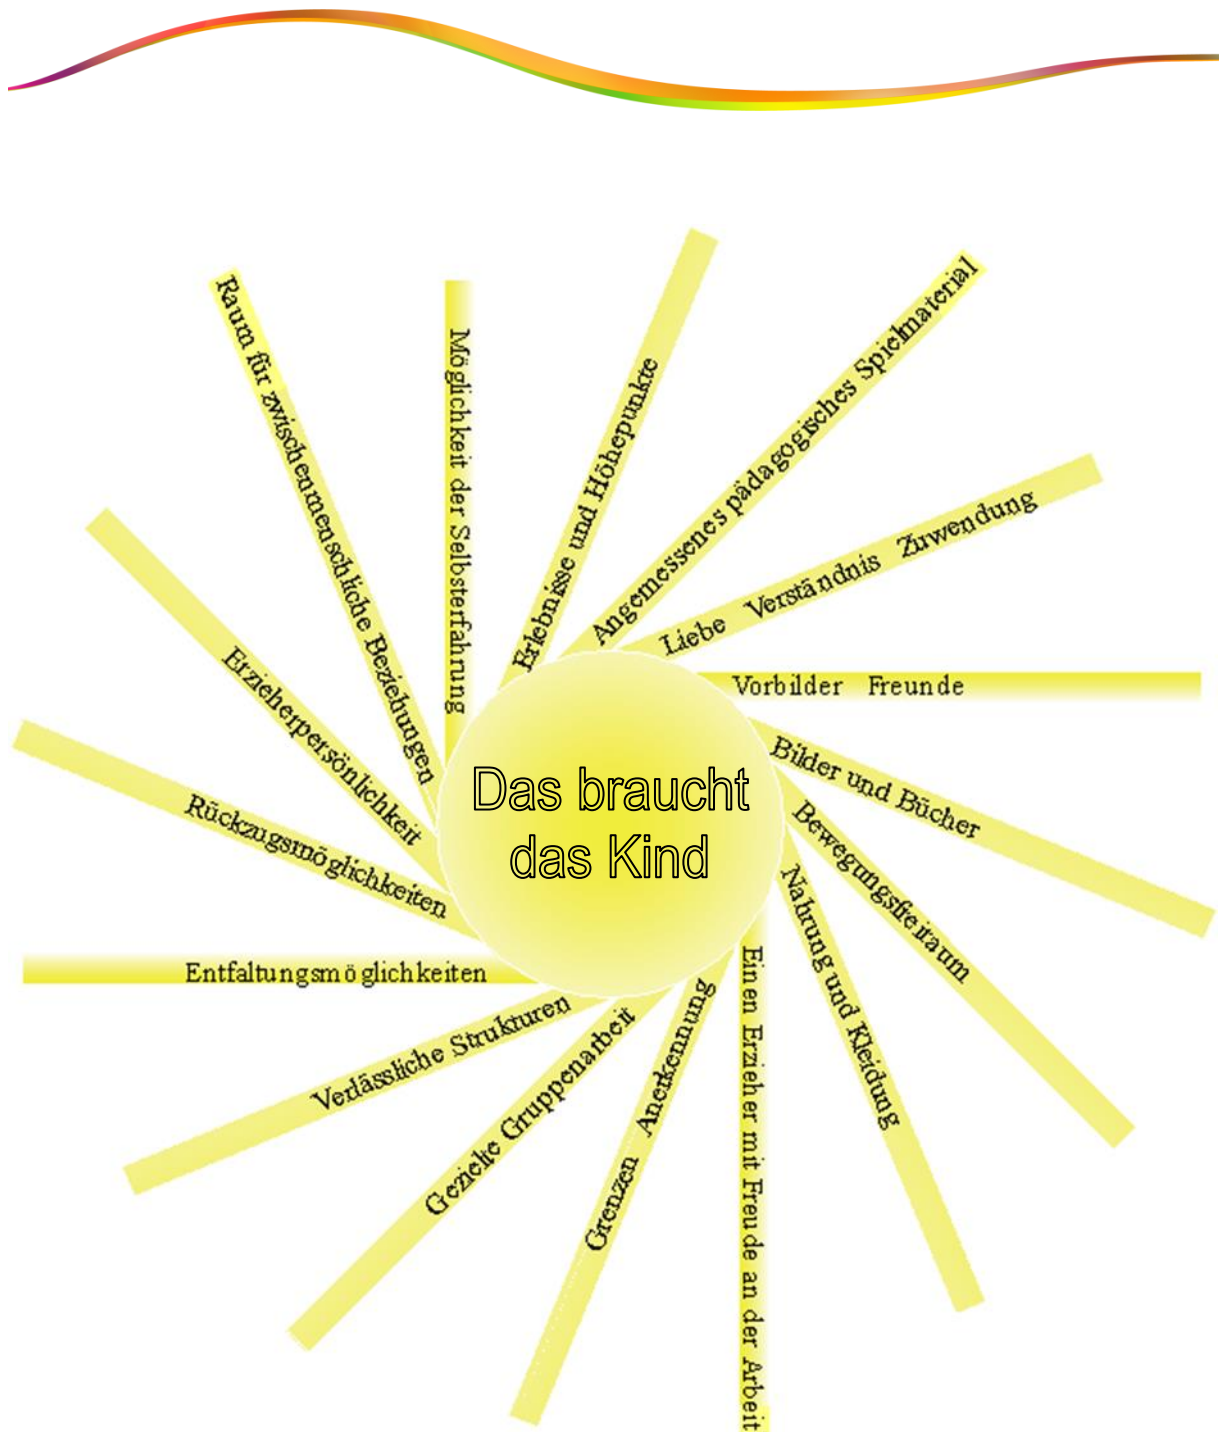 Das braucht
das Kind
Möglichkeit der Selbsterfahrung
Erlebnisse und Höhepunkte
Angemessenes pädagogisches Spielmaterial
Liebe Verständnis Zuwendung
Vorbilder Freunde
Bilder und Bücher
Bewegungsfreiraum
Nahrung und Kleidung
Einen Erzieher mit Freude an der Arbeit
Grenzen Anerkennung
Gezielte Gruppenarbeit
Verlässliche Strukturen
Entfaltungsmöglichkeiten
Rückzugsmöglichkeiten
Erzieherpersönlichkeit
Raum für zwischenmenschliche Beziehungen